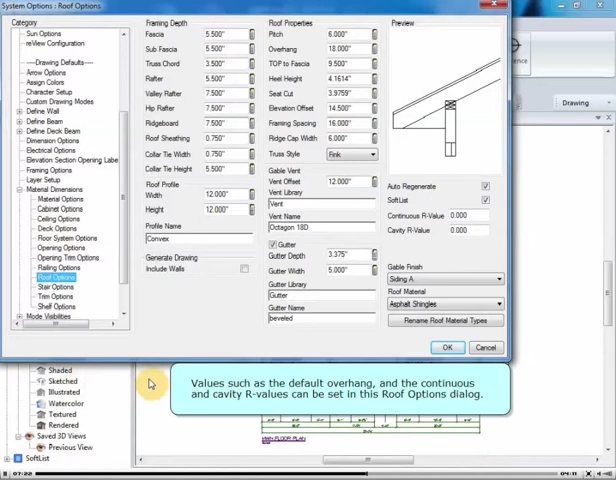 System Options : Roof Options
Category
Sun Options
reView Configuration
----Drawing Defaults----
Arrow Options
Assign Colors
Character Setup
Custom Drawing Modes
Define Wall
Define Beam
Define Deck Beam
Dimension Options
Electrical Options
Elevation Section Opening Labe
Framing Options
Layer Setup
Material Dimensions
Material Options
Cabinet Options
Ceiling Options
Deck Options
Floor System Options
Opening Options
Opening Trim Options
Railing Options
Roof Options
Stair Options
Trim Options
Shelf Options
Mode Visibilities
Framing Depth
Fascia 5.500"
Sub Fascia 5.500"
Truss Chord 3.500"
Rafter 5.500"
Valley Rafter 7.500"
Hip Rafter 7.500"
Ridgeboard 7.500"
Roof Sheathing 0.750"
Collar Tie Width 0.750"
Collar Tie Height 5.500"
Roof Profile
Width 12.000"
Height 12.000"
Profile Name
Convex
Generate Drawing
Include Walls
Roof Properties
Pitch 6.000"
Overhang 18.000"
TOP to Fascia 9.500"
Heel Height 4.1614"
Seat Cut 3.9759"
Elevation Offset 14.500"
Framing Spacing 16.000"
Ridge Cap Width 6.000"
Truss Style Fink
Gable Vent
Vent Offset 12.000"
Vent Library
Vent
Vent Name
Octagon 18D
Gutter
Gutter Depth 3.375"
Gutter Width 5.000"
Gutter Library
Gutter
Gutter Name
beveled
Preview
Auto Regenerate
SoftList
Continuous R-Value 0.000
Cavity R-Value 0.000
Gable Finish
Siding A
Roof Material
Asphalt Shingles
Rename Roof Material Types
OK Cancel
Drawing
Values such as the default overhang, and the continuous
and cavity R-values can be set in this Roof Options dialog.
Shaded
Sketched
Illustrated
Watercolor
Textured
Rendered
Saved 3D Views
Previous View
SoftList
MAIN FLOOR PLAN
07:22
04:11